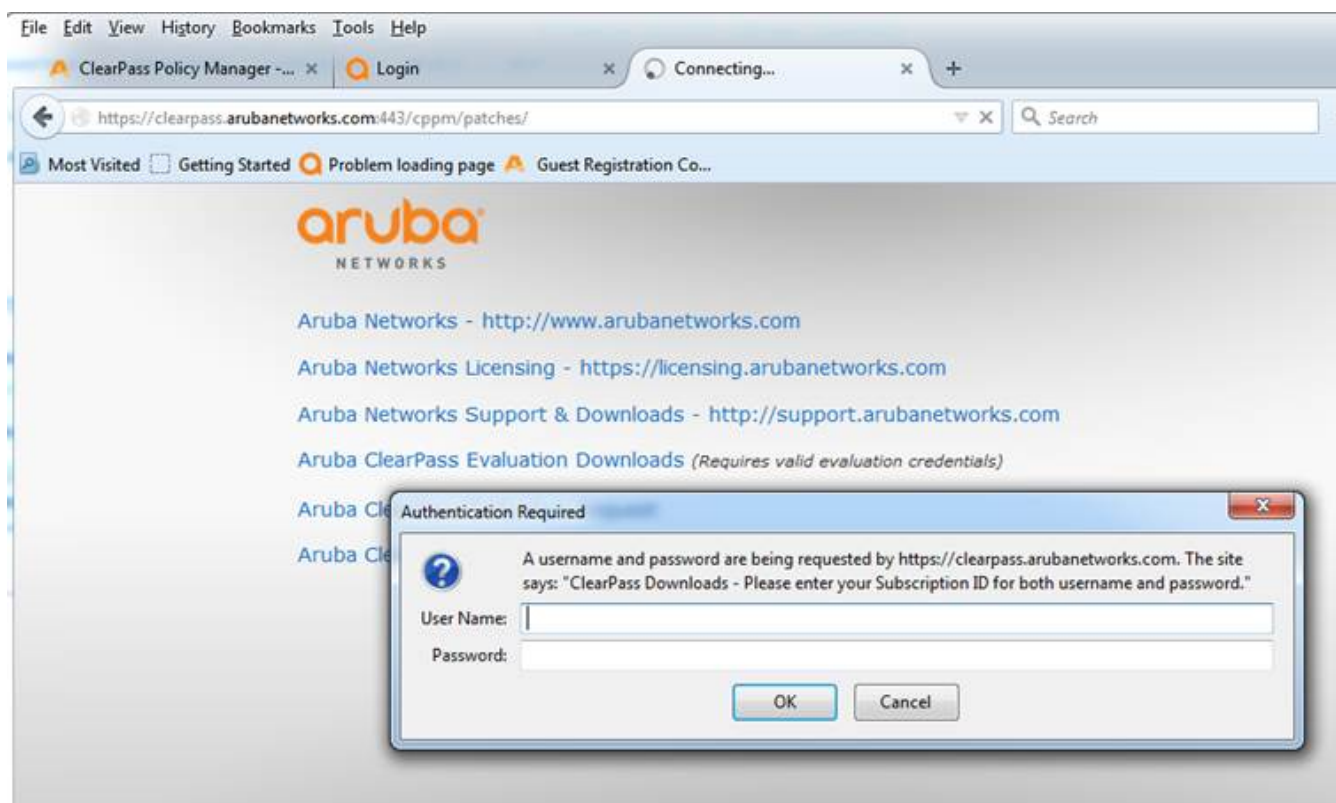 File Edit View History Bookmarks Tools Help
ClearPass Policy Manager -... × Login × Connecting... × +
https://clearpass.arubanetworks.com:443/cppm/patches/ Search
Most Visited Getting Started Problem loading page Guest Registration Co...
aruba
NETWORKS
Aruba Networks - http://www.arubanetworks.com
Aruba Networks Licensing - https://licensing.arubanetworks.com
Aruba Networks Support & Downloads - http://support.arubanetworks.com
Aruba ClearPass Evaluation Downloads (Requires valid evaluation credentials)
Aruba Cle
Authentication Required
Aruba Cle
A username and password are being requested by https://clearpass.arubanetworks.com. The site
says: "ClearPass Downloads - Please enter your Subscription ID for both username and password."
User Name:
Password:
OK Cancel